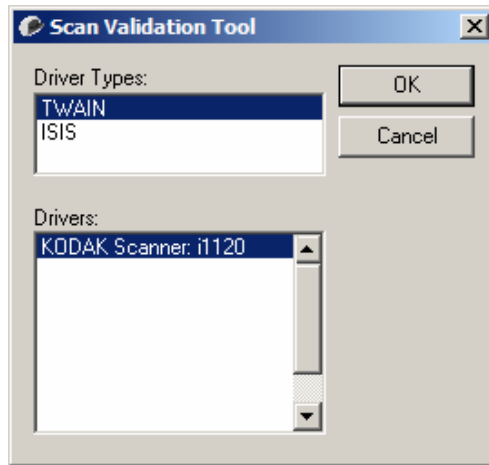 Scan Validation Tool
Driver Types:
TWAIN
ISIS
OK
Cancel
Drivers:
KODAK Scanner: i1120